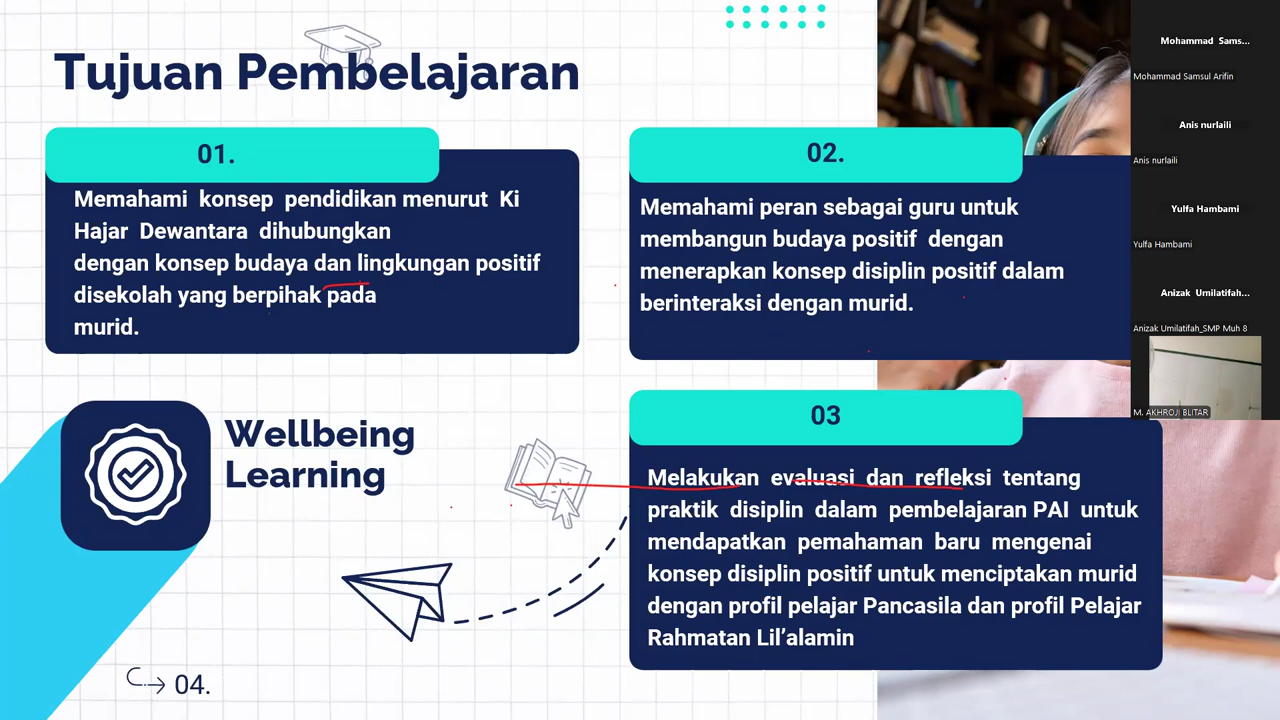 Tujuan Pembelajaran
01.
Memahami konsep pendidikan menurut Ki
Hajar Dewantara dihubungkan
dengan konsep budaya dan lingkungan positif
disekolah yang berpihak pada
murid.
02.
Memahami peran sebagai guru untuk
membangun budaya positif dengan
menerapkan konsep disiplin positif dalam
berinteraksi dengan murid.
Wellbeing
Learning
03
Melakukan evaluasi dan refleksi tentang
praktik disiplin dalam pembelajaran PAI untuk
mendapatkan pemahaman baru mengenai
konsep disiplin positif untuk menciptakan murid
dengan profil pelajar Pancasila dan profil Pelajar
Rahmatan Lil’alamin
04.
Mohammad Sams...
Mohammad Samsul Arifin
Anis nurlaili
Anis nurlaili
Yulfa Hambami
Yulfa Hambami
Anizak Umilatifah...
Anizak Umilatifah_SMP Muh 8
M. AKHROJI BLITAR